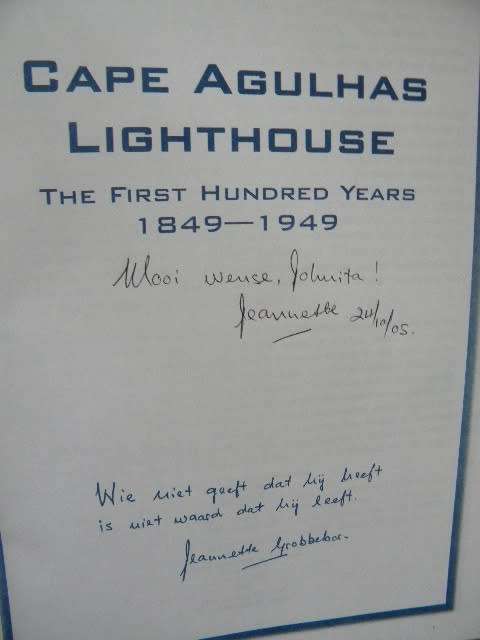 CAPE AGULHAS
LIGHTHOUSE
THE FIRST HUNDRED YEARS
1849—1949
Mooi wense, Johnita!
Jeannette 24/10/05.
Wie niet geeft dat hij heeft
is niet waard dat hij leeft.
Jeannette Grobbelaar.